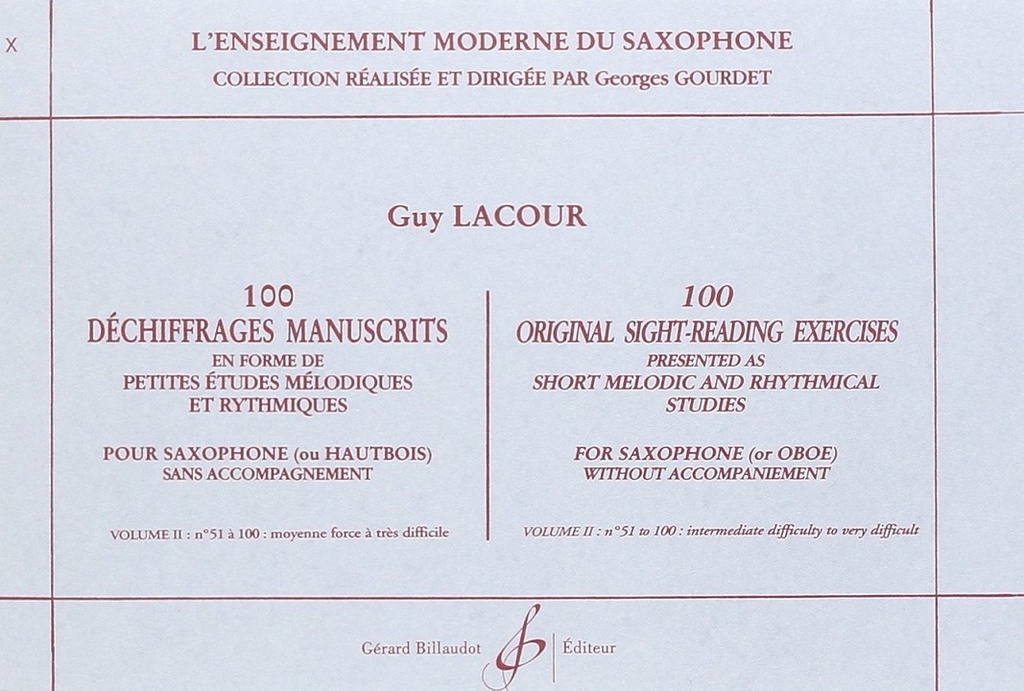 X
L'ENSEIGNEMENT MODERNE DU SAXOPHONE
COLLECTION RÉALISÉE ET DIRIGÉE PAR Georges GOURDET
Guy LACOUR
100
DÉCHIFFRAGES MANUSCRITS
EN FORME DE
PETITES ÉTUDES MÉLODIQUES
ET RYTHMIQUES
POUR SAXOPHONE (ou HAUTBOIS)
SANS ACCOMPAGNEMENT
VOLUME II : n°51 à 100 : moyenne force à très difficile
100
ORIGINAL SIGHT-READING EXERCISES
PRESENTED AS
SHORT MELODIC AND RHYTHMICAL
STUDIES
FOR SAXOPHONE (or OBOE)
WITHOUT ACCOMPANIEMENT
VOLUME II : n°51 to 100 : intermediate difficulty to very difficult
Gérard Billaudot Éditeur